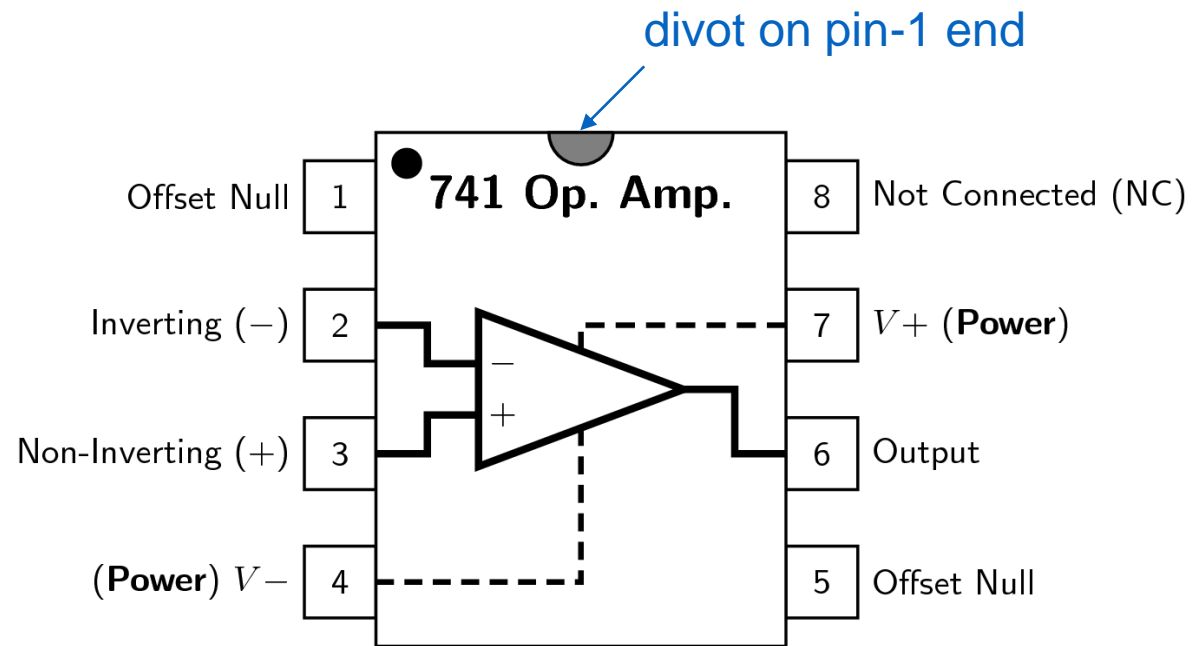 divot on pin-1 end
741 Op. Amp.
Offset Null 1
8 Not Connected (NC)
Inverting (−) 2
−
7 V+ (Power)
Non-Inverting (+) 3
+
6 Output
(Power) V− 4
5 Offset Null